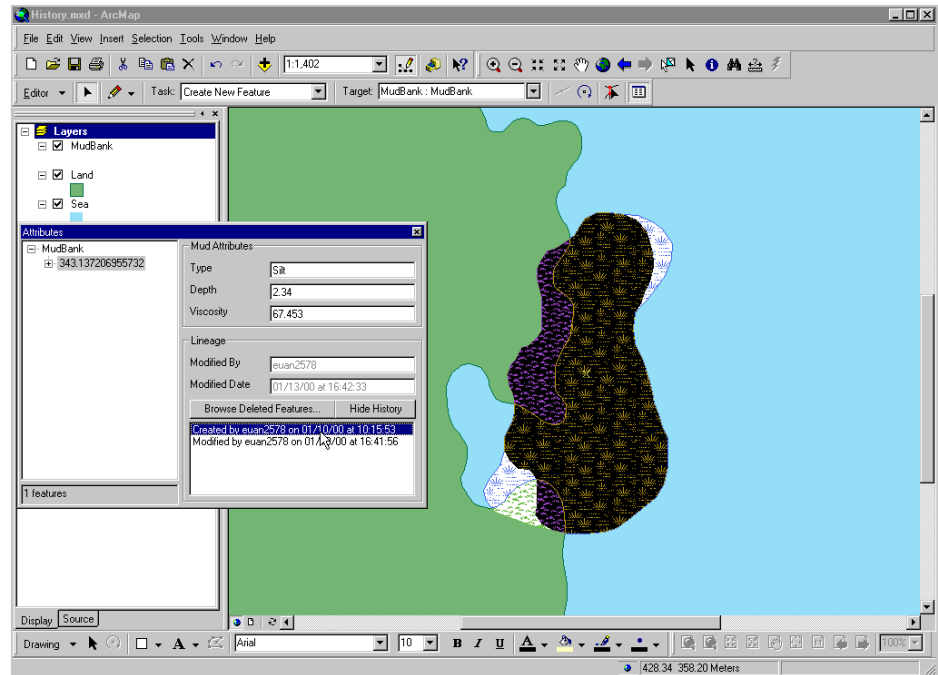 History.mxd - ArcMap
File Edit View Insert Selection Tools Window Help
1:1,402
Editor Task: Create New Feature Target: MudBank : MudBank
Layers
MudBank
Land
Sea
Attributes
MudBank
343.137206955732
1 features
Mud Attributes
Type Silt
Depth 2.34
Viscosity 67.453
Lineage
Modified By euan2578
Modified Date 01/13/00 at 16:42:33
Browse Deleted Features... Hide History
Created by euan2578 on 01/10/00 at 10:15:53
Modified by euan2578 on at 16:41:56
Display Source
Drawing A Arial 10 B I U A 100%
428.34 358.20 Meters